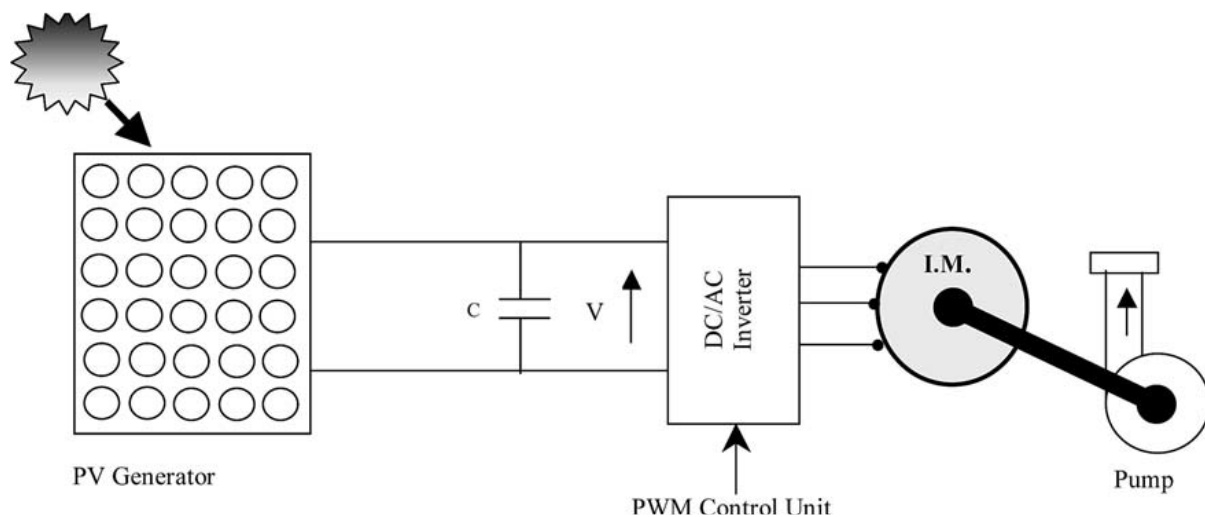 PV Generator
C
V
DC/AC
Inverter
PWM Control Unit
I.M.
Pump